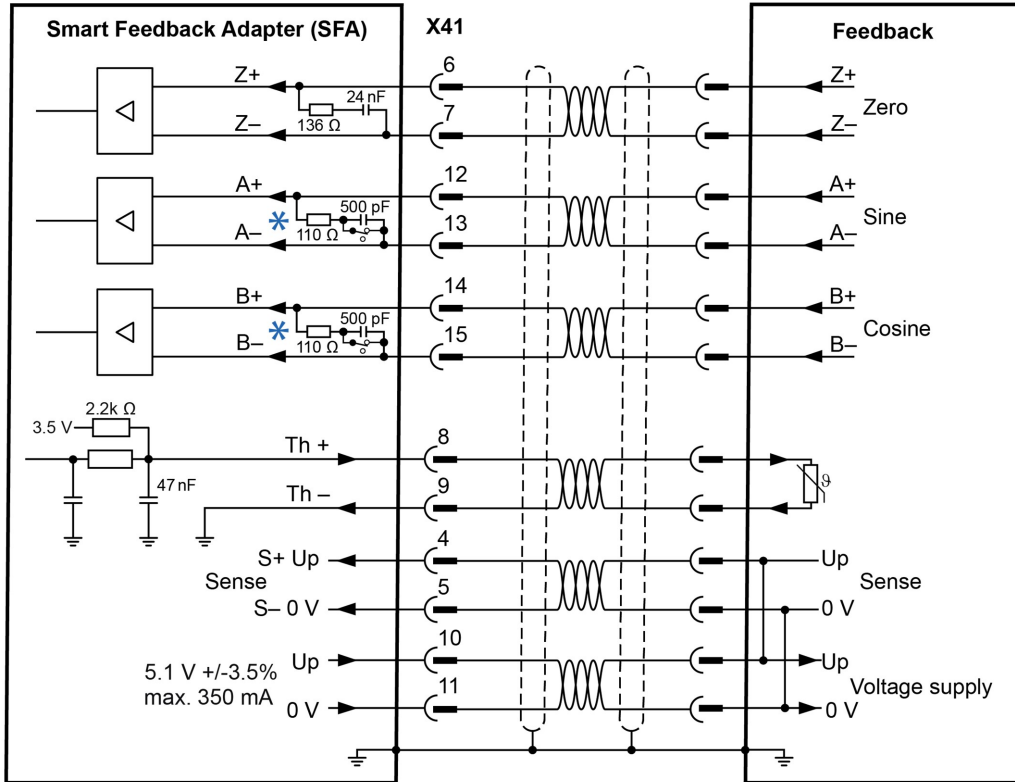 Smart Feedback Adapter (SFA)
X41
Feedback
Z+
6
Z+
24 nF
136 Ω
Zero
Z–
7
Z–
A+
12
A+
500 pF
*
110 Ω
Sine
A–
13
A–
B+
14
B+
500 pF
*
110 Ω
Cosine
B–
15
B–
2.2k Ω
3.5 V
Th +
8
47 nF
ϑ
Th –
9
S+ Up
4
Up
Sense
Sense
S– 0 V
5
0 V
Up
10
Up
5.1 V +/-3.5%
max. 350 mA
Voltage supply
0 V
11
0 V